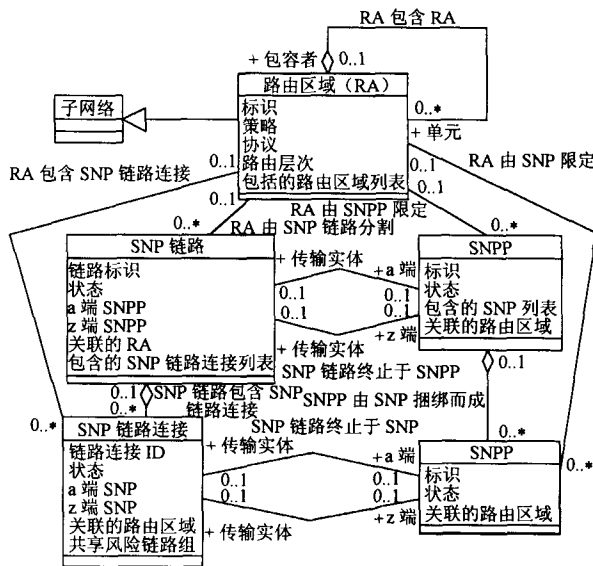 RA 包含 RA
+ 包容者
0..1
路由区域（RA）
标识
策略
协议
路由层次
包括的路由区域列表
0..*
+ 单元
子网络
RA 包含 SNP 链路连接
0..1
0..1
0..1
0..1
RA 由 SNP 限定
RA 由 SNPP 限定
RA 由 SNP 链路分割
0..*
0..*
SNP 链路
链路标识
状态
a 端 SNPP
z 端 SNPP
关联的 RA
包含的 SNP 链路连接列表
+ 传输实体
+a 端
0..1
0..1
0..1
0..1
+z 端
+ 传输实体
SNPP
标识
状态
包含的 SNP 列表
关联的路由区域
SNP 链路终止于 SNPP
0..1
0..1
SNP 链路包含 SNP
链路连接
SNPP 由 SNP 捆绑而成
0..*
0..*
0..*
0..*
SNP 链路终止于 SNP
SNP 链路连接
链路连接 ID
状态
a 端 SNP
z 端 SNP
关联的路由区域
共享风险链路组
+ 传输实体
+a 端
0..1
0..1
0..1
0..1
+z 端
+ 传输实体
SNPP
标识
状态
关联的路由区域